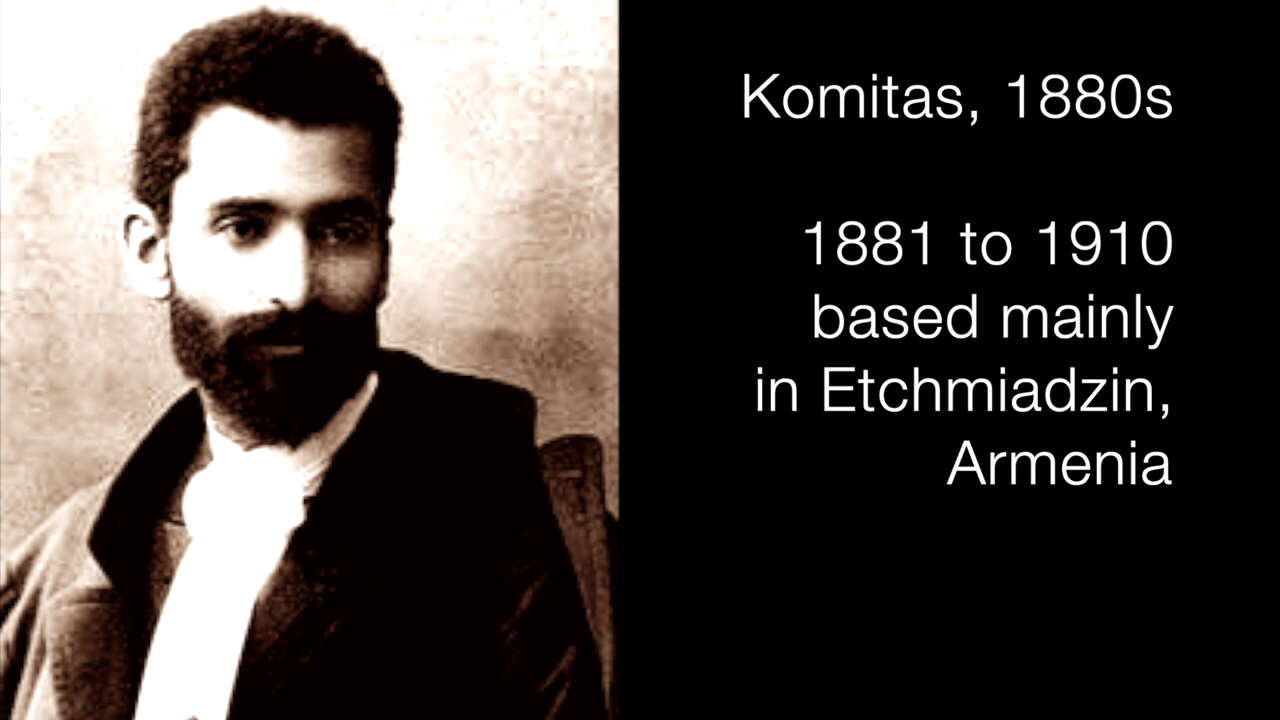 Komitas, 1880s
1881 to 1910
based mainly
in Etchmiadzin,
Armenia